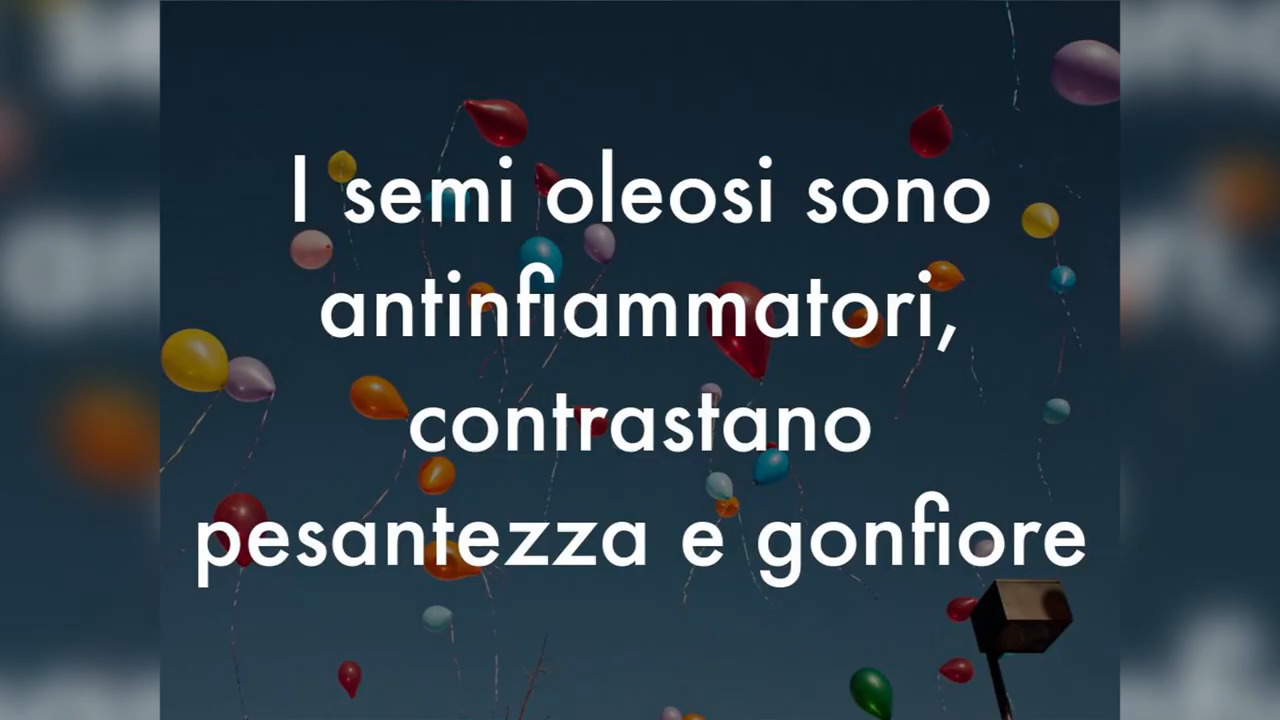 I semi oleosi sono
antinfiammatori,
contrastano
pesantezza e gonfiore